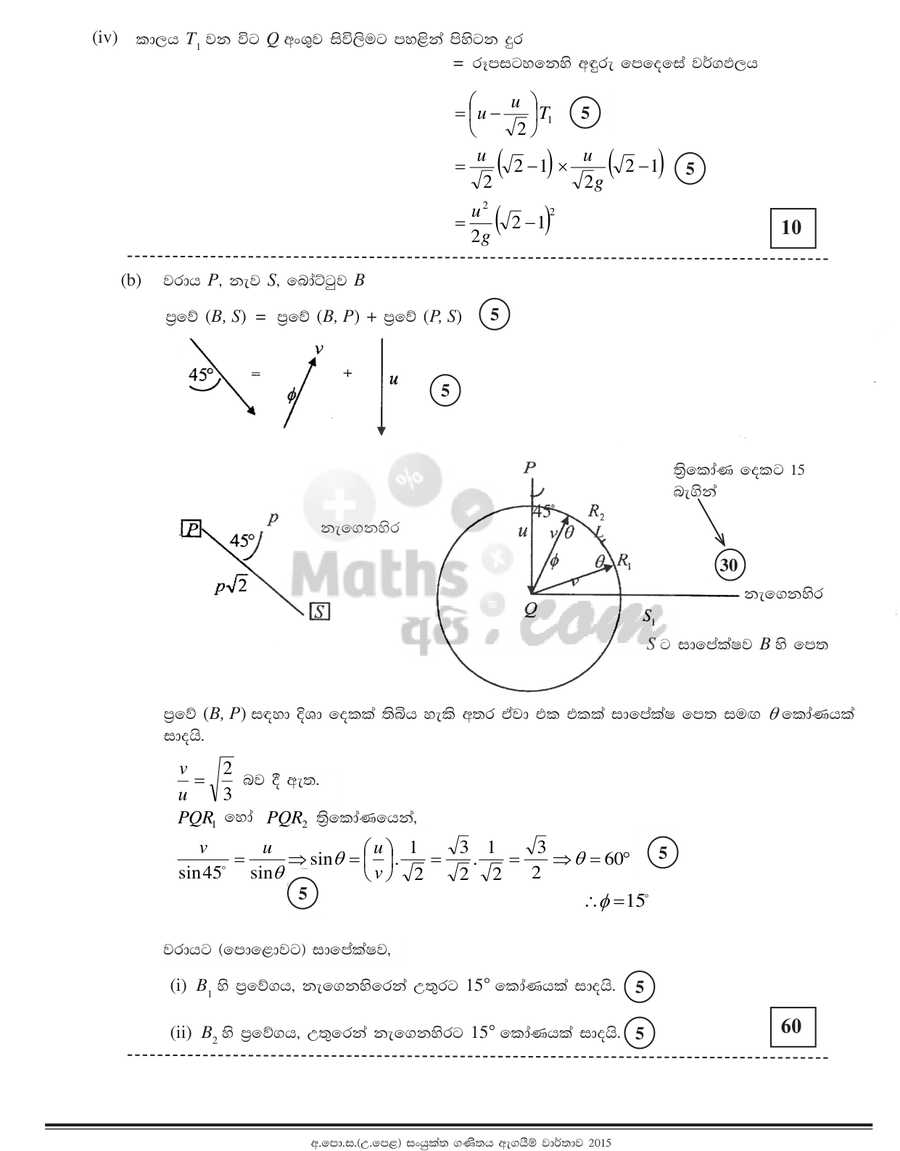 (iv) කාලය T₁ වන විට Q අංශුව සිවිලිමට පහළින් පිහිටන දුර
= රූපසටහනෙහි අඳුරු පෙදෙසේ වර්ගඵලය
= (u − u/√2) T₁ 5
= u/√2 (√2 − 1) × u/√2g (√2 − 1) 5
= u²/2g (√2 − 1)² 10
(b) වරාය P, නැව S, බෝට්ටුව B
ප්‍රවේ (B, S) = ප්‍රවේ (B, P) + ප්‍රවේ (P, S) 5
45° = v ϕ + u 5
ත්‍රිකෝණ දෙකට 15
බැගින්
30
P 45° p නැගෙනහිර
p√2
S
P
45° R₂
u v θ L
ϕ θ R₁
v
Q නැගෙනහිර
S₁
S ට සාපේක්ෂව B හි පෙත
Maths
අපි . com
ප්‍රවේ (B, P) සඳහා දිශා දෙකක් තිබිය හැකි අතර ඒවා එක එකක් සාපේක්ෂ පෙත සමඟ θ කෝණයක්
සාදයි.
v/u = √(2/3) බව දී ඇත.
PQR₁ හෝ PQR₂ ත්‍රිකෝණයෙන්,
v/sin45° = u/sinθ ⇒ sinθ = (u/v) . 1/√2 = √3/√2 . 1/√2 = √3/2 ⇒ θ = 60° 5
5
∴ ϕ = 15°
වරායට (පොළොවට) සාපේක්ෂව,
(i) B₁ හි ප්‍රවේගය, නැගෙනහිරෙන් උතුරට 15° කෝණයක් සාදයි. 5
(ii) B₂ හි ප්‍රවේගය, උතුරෙන් නැගෙනහිරට 15° කෝණයක් සාදයි. 5 60
අ.පො.ස.(උ.පෙළ) සංයුක්ත ගණිතය ඇගයීම් වාර්තාව 2015